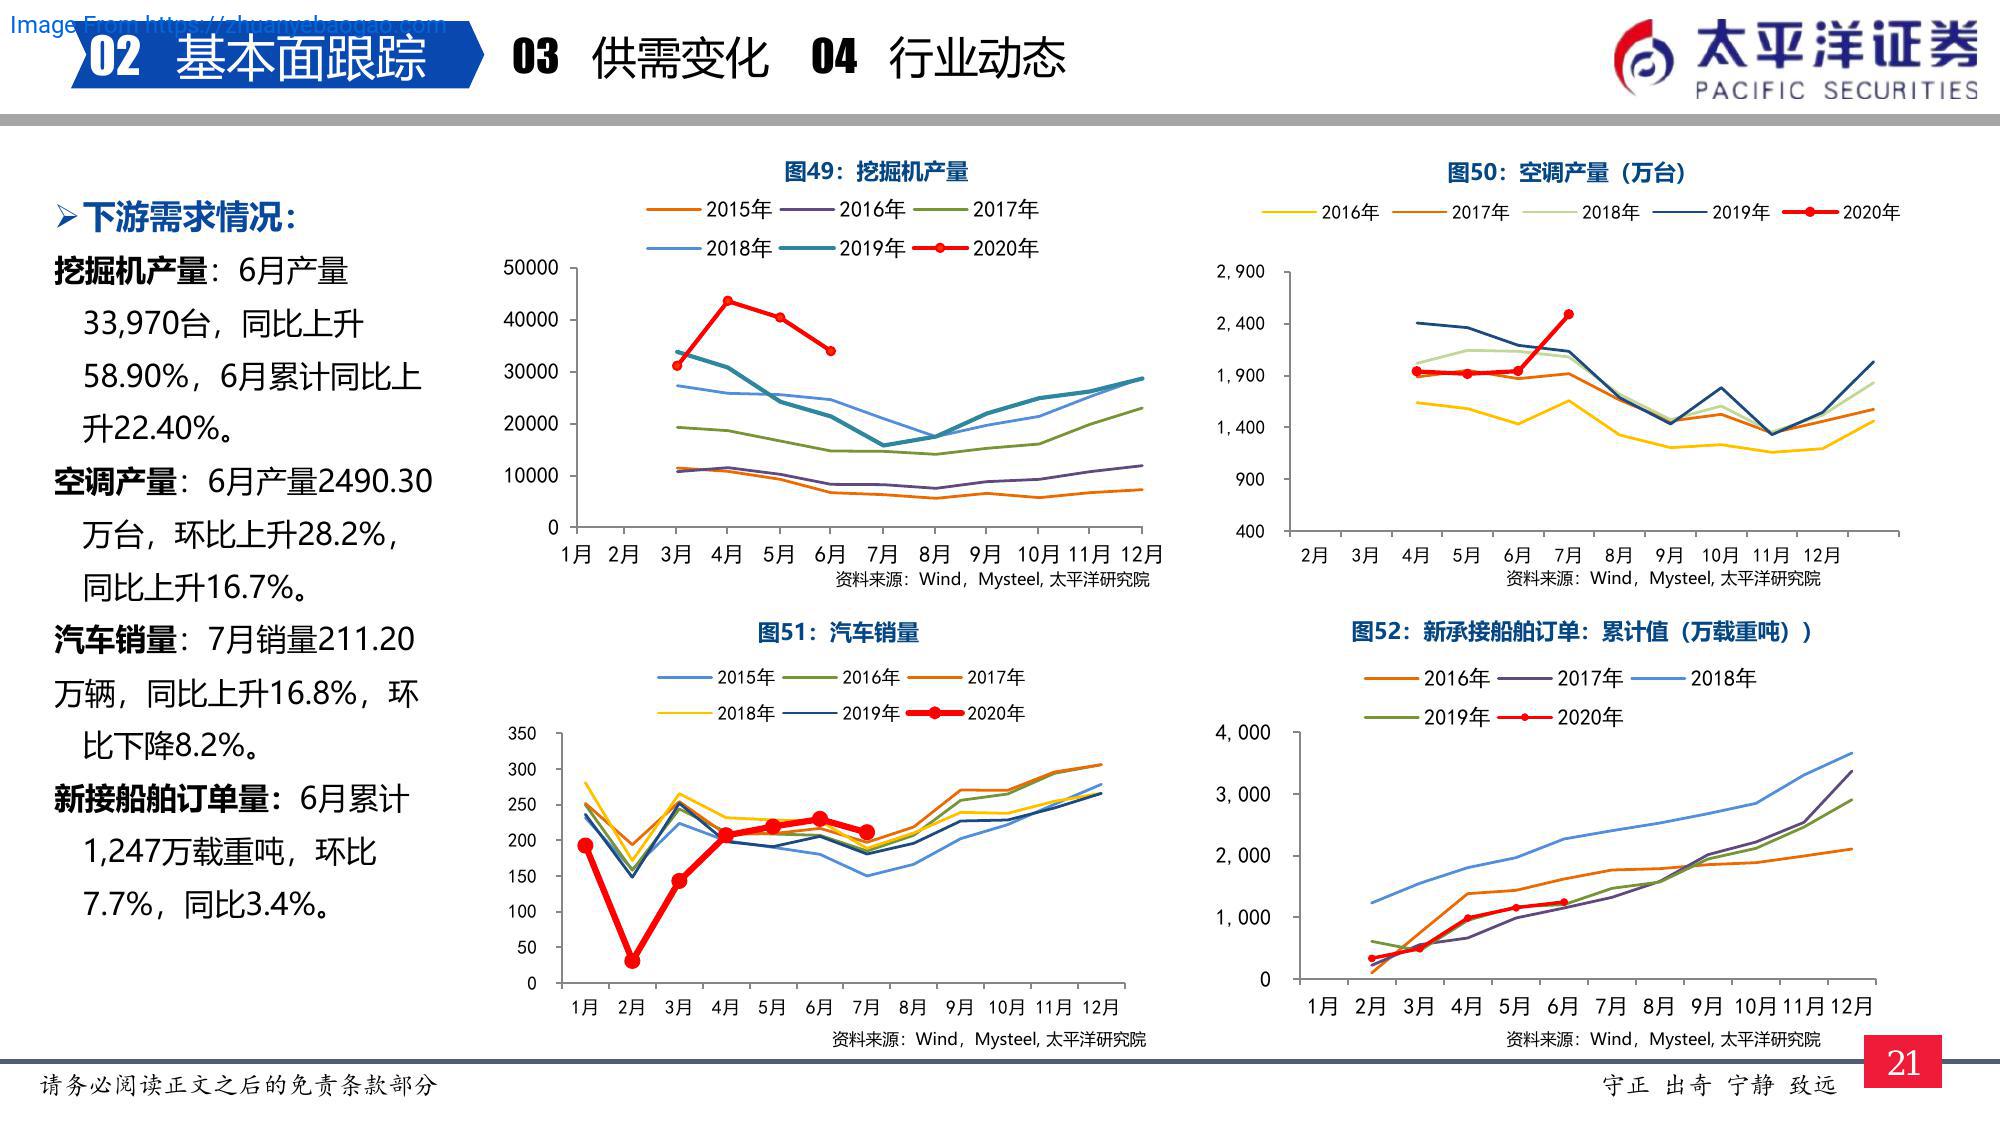 Image From https://zhuanyebaogao.com
02 基本面跟踪 03 供需变化 04 行业动态
太平洋证券
PACIFIC SECURITIES
➢下游需求情况：
挖掘机产量：6月产量
33,970台，同比上升
58.90%，6月累计同比上
升22.40%。
空调产量：6月产量2490.30
万台，环比上升28.2%，
同比上升16.7%。
汽车销量：7月销量211.20
万辆，同比上升16.8%，环
比下降8.2%。
新接船舶订单量：6月累计
1,247万载重吨，环比
7.7%，同比3.4%。
图49：挖掘机产量
2015年 2016年 2017年
2018年 2019年 2020年
50000
40000
30000
20000
10000
0
1月 2月 3月 4月 5月 6月 7月 8月 9月 10月 11月 12月
资料来源：Wind，Mysteel, 太平洋研究院
图50：空调产量（万台）
2016年 2017年 2018年 2019年 2020年
2,900
2,400
1,900
1,400
900
400
2月 3月 4月 5月 6月 7月 8月 9月 10月 11月 12月
资料来源：Wind，Mysteel, 太平洋研究院
图51：汽车销量
2015年 2016年 2017年
2018年 2019年 2020年
350
300
250
200
150
100
50
0
1月 2月 3月 4月 5月 6月 7月 8月 9月 10月 11月 12月
资料来源：Wind，Mysteel, 太平洋研究院
图52：新承接船舶订单：累计值（万载重吨））
2016年 2017年 2018年
2019年 2020年
4,000
3,000
2,000
1,000
0
1月 2月 3月 4月 5月 6月 7月 8月 9月 10月 11月 12月
资料来源：Wind，Mysteel, 太平洋研究院
请务必阅读正文之后的免责条款部分
守正 出奇 宁静 致远
21